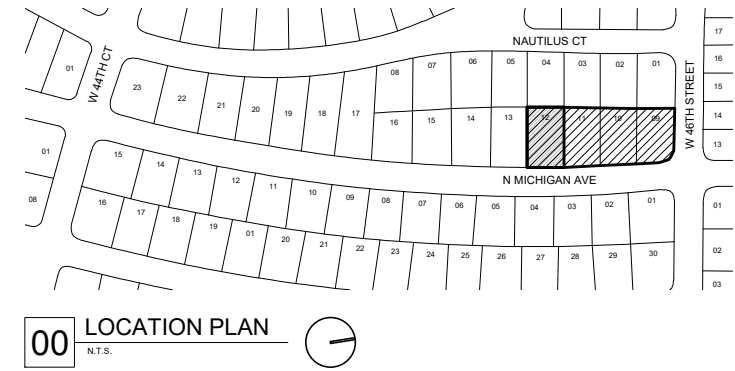 NAUTILUS CT
17
01
W 44TH CT
08 07 06 05 04 03 02 01
16
W 46TH STREET
15
23 22 21 20 19 18 17
16 15 14 13 12 11 10 09
14
13
01
15 14 13 12 11 10 09 08 07 06 05 04 03 02 01
N MICHIGAN AVE
01
08
16 17 18 19 01 20 21 22 23 24 25 26 27 28 29 30
02
03
00
LOCATION PLAN
N.T.S.